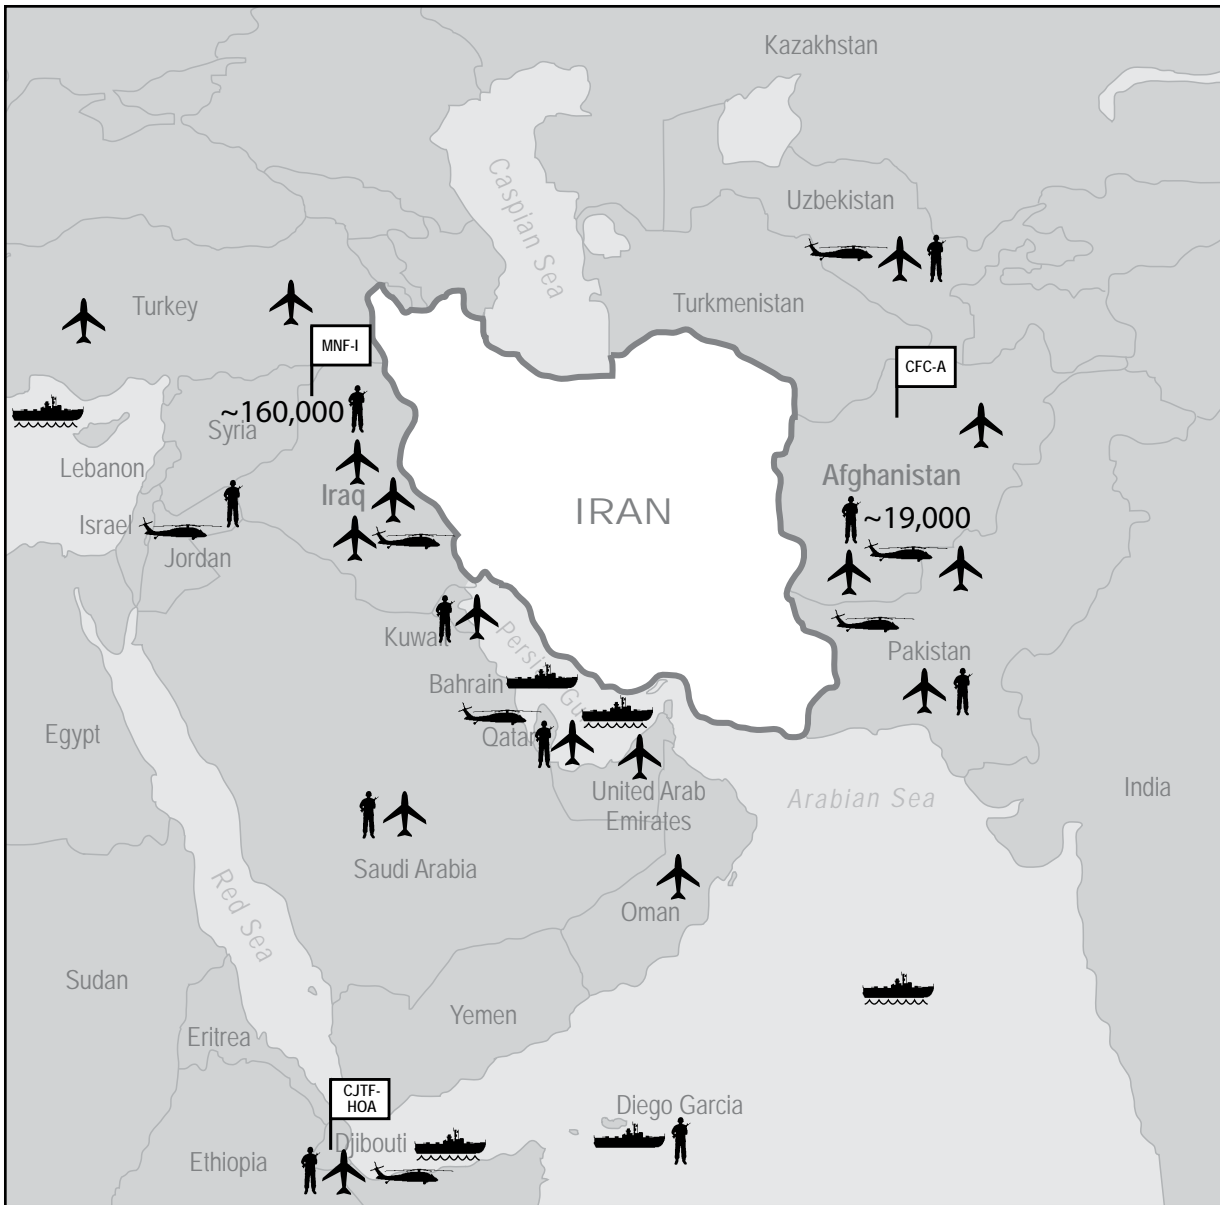 Kazakhstan
Caspian Sea
Uzbekistan
Turkey
Turkmenistan
MNF-I
CFC-A
~160,000
Syria
Lebanon
Iraq
IRAN
Afghanistan
~19,000
Israel
Jordan
Kuwait
Persian Gu
Pakistan
Bahrain
Egypt
Qatar
United Arab
Emirates
Arabian Sea
India
Saudi Arabia
Red Sea
Oman
Sudan
Yemen
Eritrea
CJTF-
HOA
Diego Garcia
Djibouti
Ethiopia